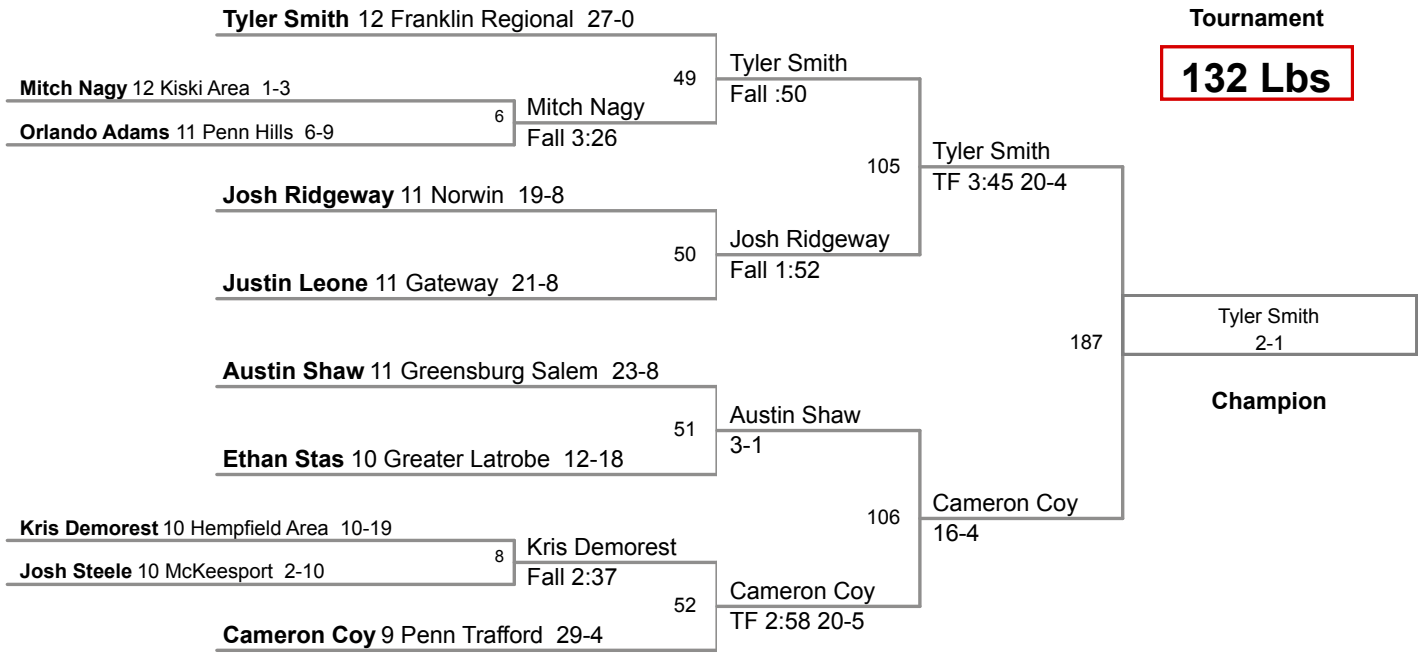 Tyler Smith 12 Franklin Regional 27-0
Tournament
132 Lbs
Mitch Nagy 12 Kiski Area 1-3
6
Orlando Adams 11 Penn Hills 6-9
Mitch Nagy
Fall 3:26
49
Tyler Smith
Fall :50
Josh Ridgeway 11 Norwin 19-8
50
Justin Leone 11 Gateway 21-8
Josh Ridgeway
Fall 1:52
105
Tyler Smith
TF 3:45 20-4
Austin Shaw 11 Greensburg Salem 23-8
51
Ethan Stas 10 Greater Latrobe 12-18
Austin Shaw
3-1
Kris Demorest 10 Hempfield Area 10-19
8
Josh Steele 10 McKeesport 2-10
Kris Demorest
Fall 2:37
52
Cameron Coy 9 Penn Trafford 29-4
Cameron Coy
TF 2:58 20-5
106
Cameron Coy
16-4
187
Tyler Smith
2-1
Champion